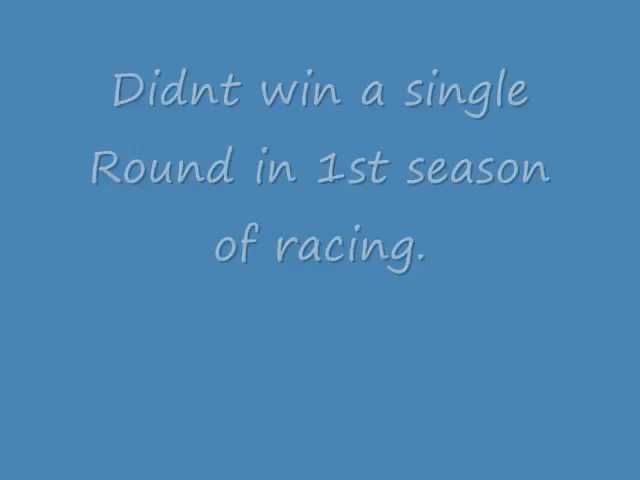 Didnt win a single
Round in 1st season
of racing.